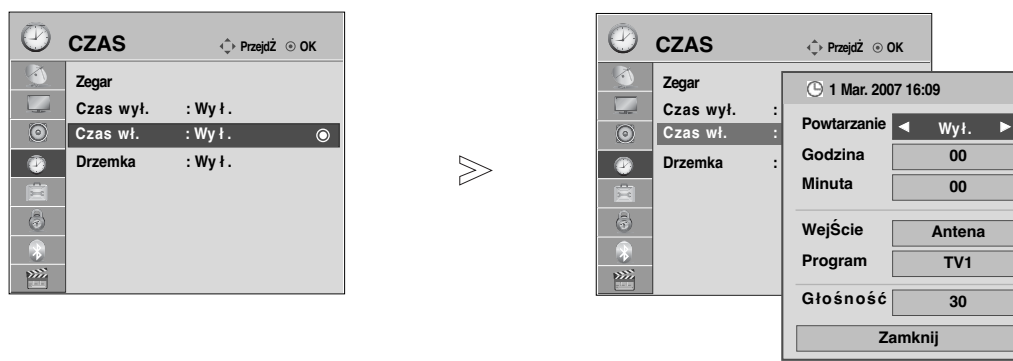 CZAS PrzejdŹ OK
Zegar
Czas wył. : Wył.
Czas wł. : Wył.
Drzemka : Wył.
CZAS PrzejdŹ OK
Zegar
Czas wył. :
Czas wł. :
Drzemka :
1 Mar. 2007 16:09
Powtarzanie Wył.
Godzina 00
Minuta 00
WejŚcie Antena
Program TV1
Głośność 30
Zamknij